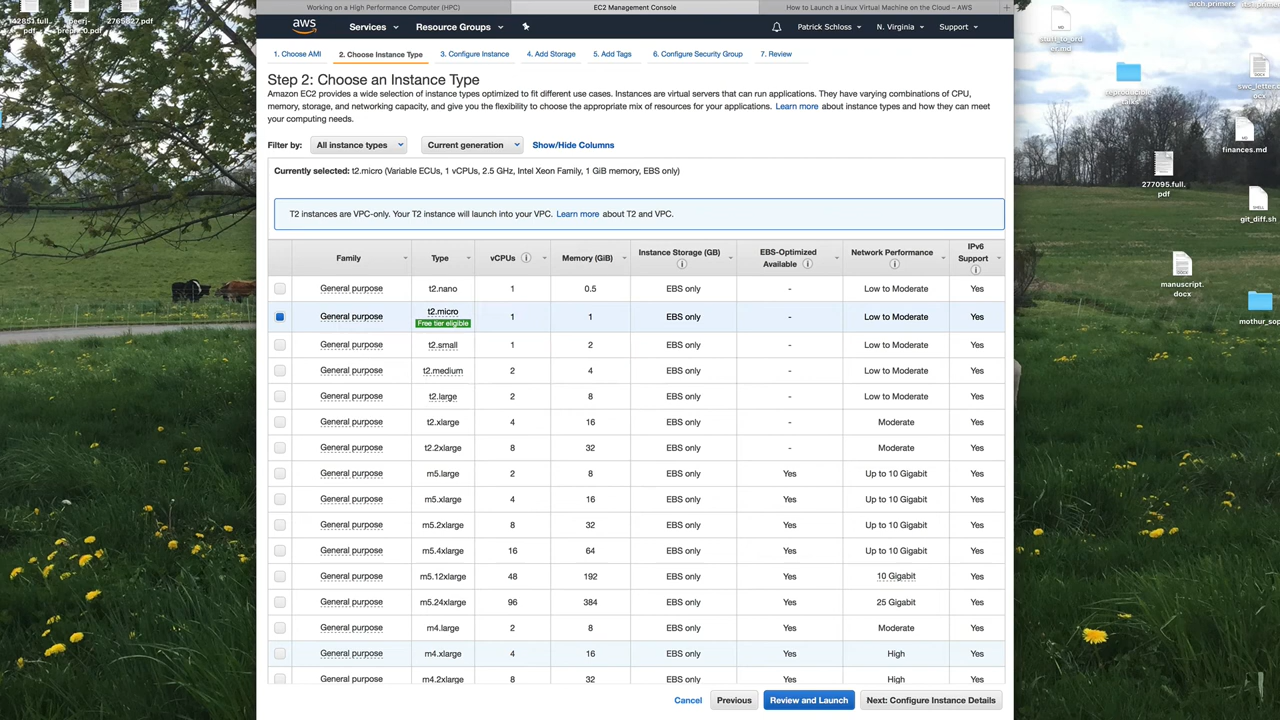 Working on a High Performance Computer (HPC)
EC2 Management Console
How to Launch a Linux Virtual Machine on the Cloud – AWS
aws
Services
Resource Groups
Patrick Schloss
N. Virginia
Support
1. Choose AMI
2. Choose Instance Type
3. Configure Instance
4. Add Storage
5. Add Tags
6. Configure Security Group
7. Review
Step 2: Choose an Instance Type
Amazon EC2 provides a wide selection of instance types optimized to fit different use cases. Instances are virtual servers that can run applications. They have varying combinations of CPU,
memory, storage, and networking capacity, and give you the flexibility to choose the appropriate mix of resources for your applications. Learn more about instance types and how they can meet
your computing needs.
Filter by: All instance types Current generation Show/Hide Columns
Currently selected: t2.micro (Variable ECUs, 1 vCPUs, 2.5 GHz, Intel Xeon Family, 1 GiB memory, EBS only)
T2 instances are VPC-only. Your T2 instance will launch into your VPC. Learn more about T2 and VPC.
Family Type vCPUs Memory (GiB) Instance Storage (GB) EBS-Optimized Available Network Performance IPv6 Support
General purpose t2.nano 1 0.5 EBS only - Low to Moderate Yes
General purpose t2.micro 1 1 EBS only - Low to Moderate Yes
Free tier eligible
General purpose t2.small 1 2 EBS only - Low to Moderate Yes
General purpose t2.medium 2 4 EBS only - Low to Moderate Yes
General purpose t2.large 2 8 EBS only - Low to Moderate Yes
General purpose t2.xlarge 4 16 EBS only - Moderate Yes
General purpose t2.2xlarge 8 32 EBS only - Moderate Yes
General purpose m5.large 2 8 EBS only Yes Up to 10 Gigabit Yes
General purpose m5.xlarge 4 16 EBS only Yes Up to 10 Gigabit Yes
General purpose m5.2xlarge 8 32 EBS only Yes Up to 10 Gigabit Yes
General purpose m5.4xlarge 16 64 EBS only Yes Up to 10 Gigabit Yes
General purpose m5.12xlarge 48 192 EBS only Yes 10 Gigabit Yes
General purpose m5.24xlarge 96 384 EBS only Yes 25 Gigabit Yes
General purpose m4.large 2 8 EBS only Yes Moderate Yes
General purpose m4.xlarge 4 16 EBS only Yes High Yes
General purpose m4.2xlarge 8 32 EBS only Yes High Yes
Cancel Previous Review and Launch Next: Configure Instance Details
finances.md
277095.full.
pdf
git_diff.sh
manuscript.
docx